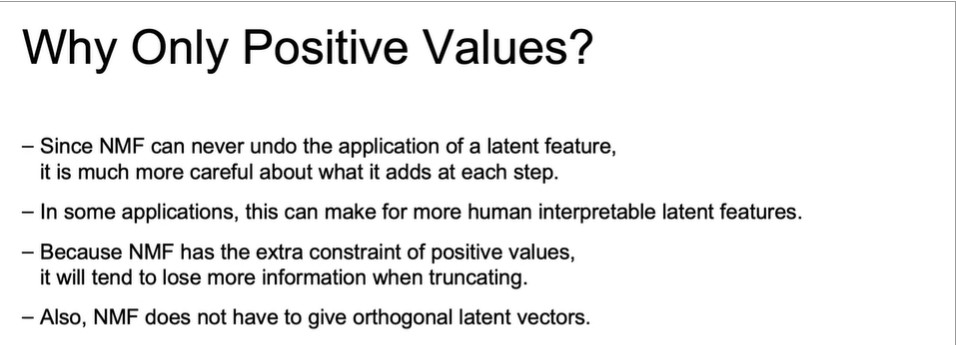 Why Only Positive Values?
– Since NMF can never undo the application of a latent feature,
it is much more careful about what it adds at each step.
– In some applications, this can make for more human interpretable latent features.
– Because NMF has the extra constraint of positive values,
it will tend to lose more information when truncating.
– Also, NMF does not have to give orthogonal latent vectors.